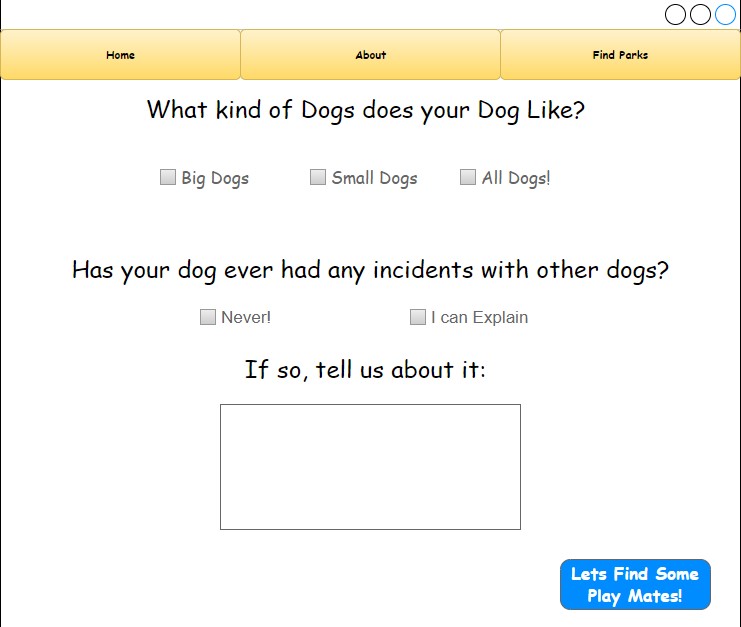 Home About Find Parks
What kind of Dogs does your Dog Like?
Big Dogs Small Dogs All Dogs!
Has your dog ever had any incidents with other dogs?
Never! I can Explain
If so, tell us about it:
Lets Find Some
Play Mates!